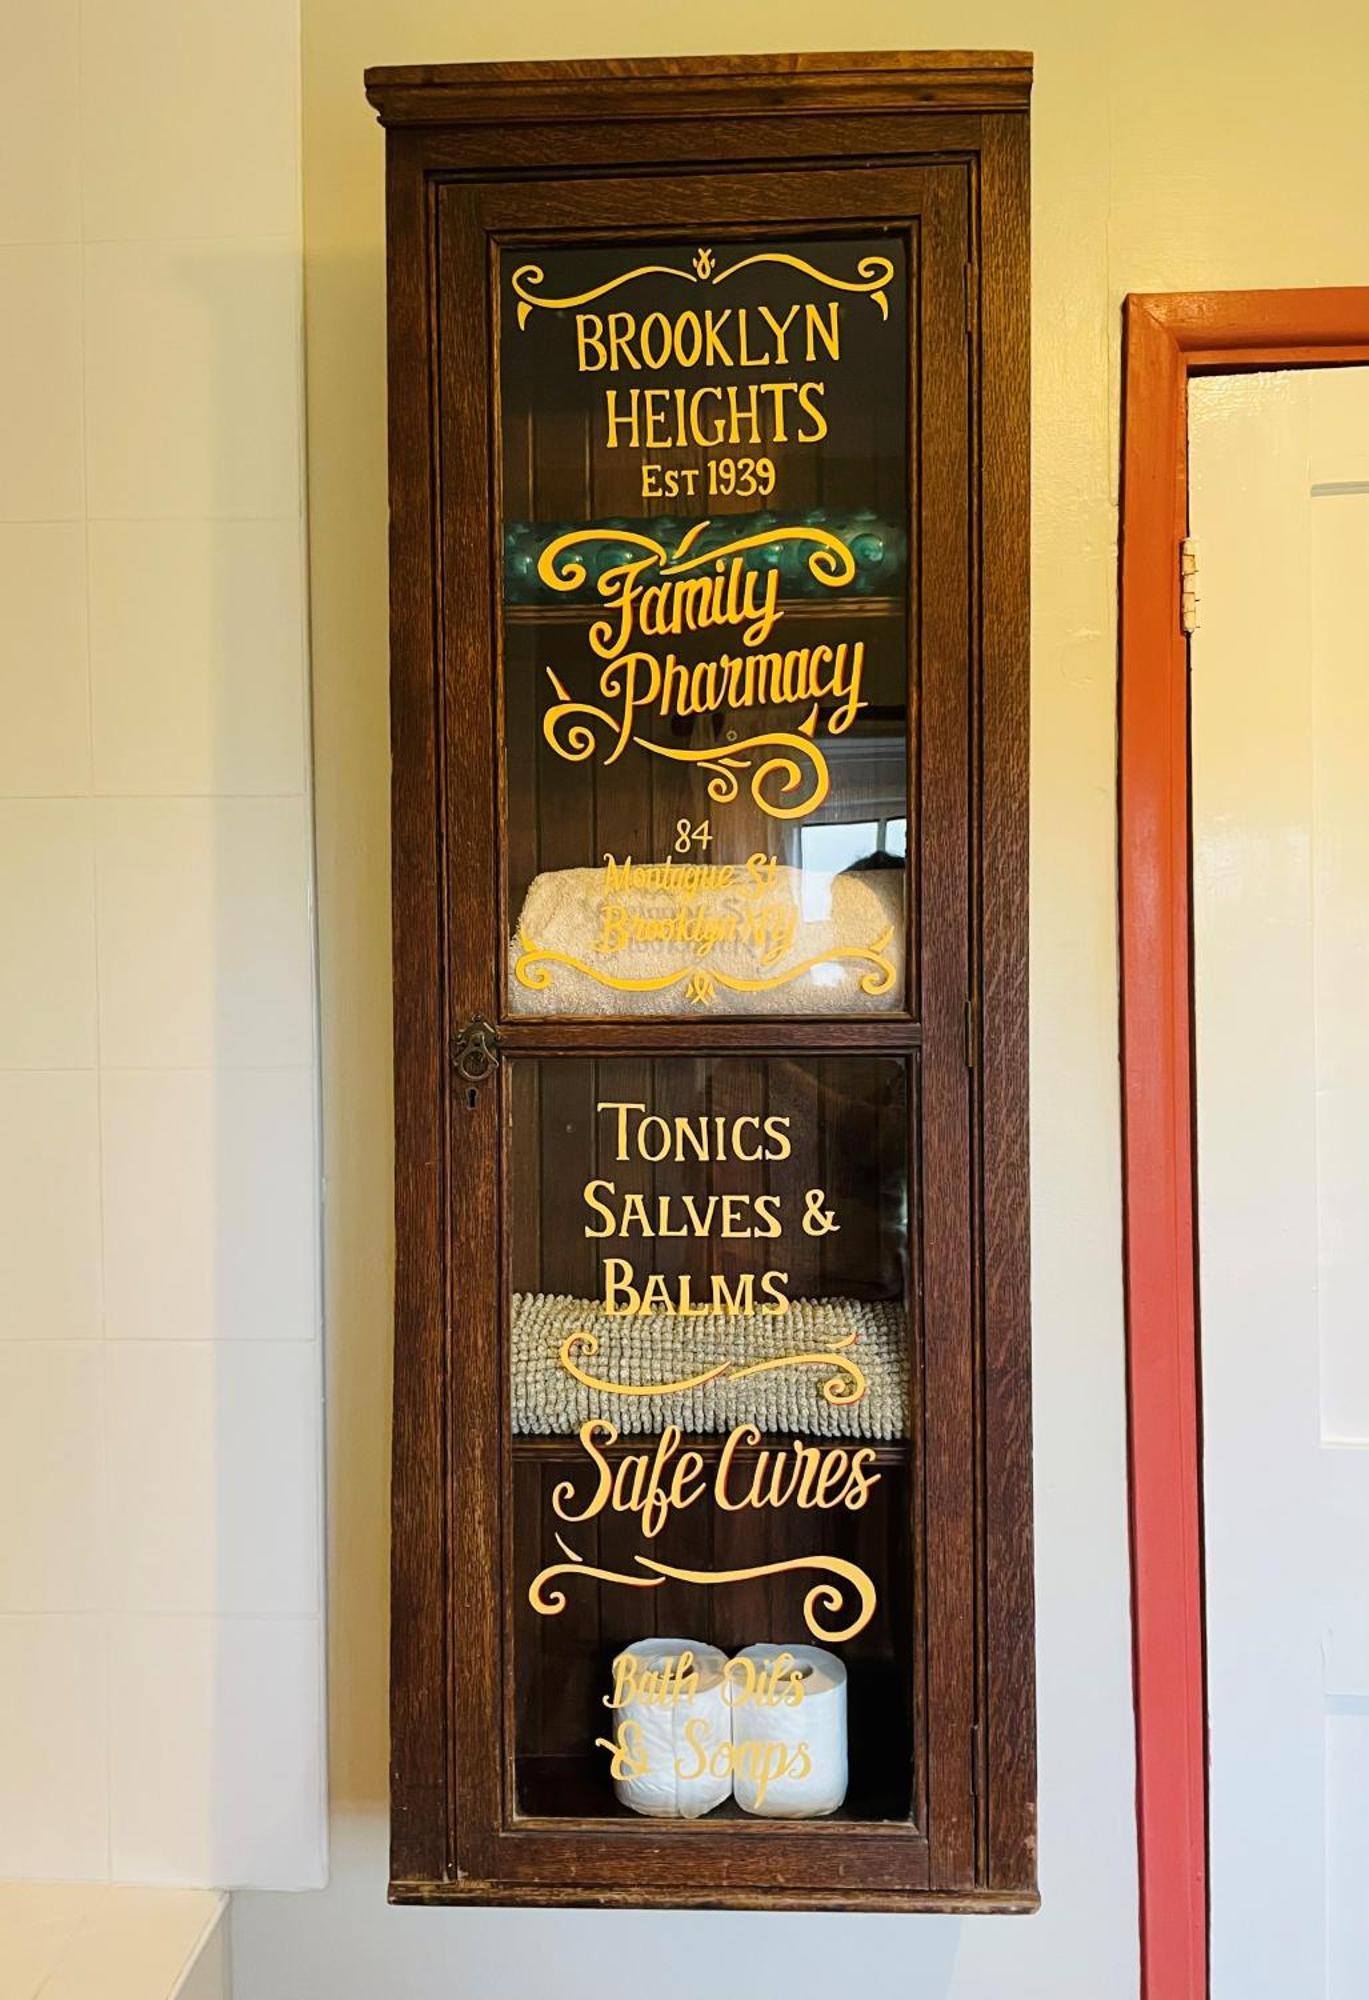 BROOKLYN
HEIGHTS
EST 1939
Family
Pharmacy
84
Montague St
Brooklyn NY
TONICS
SALVES &
BALMS
Safe Cures
Bath Oils
& Soaps